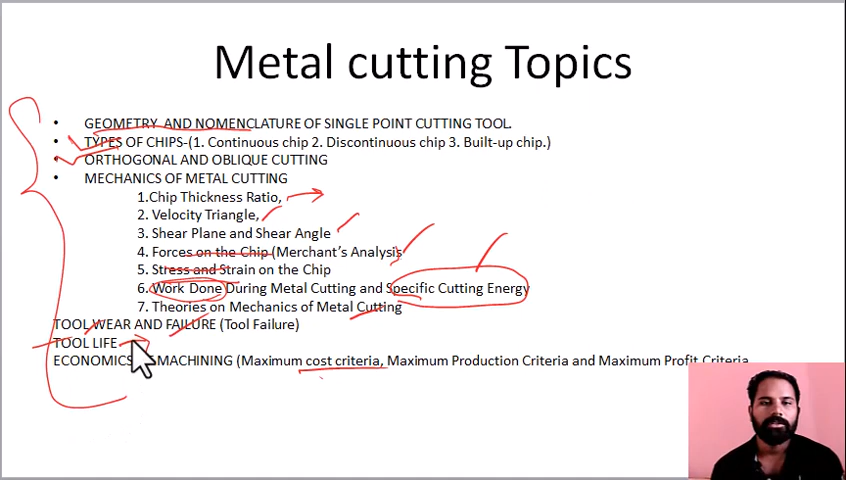 Metal cutting Topics
• GEOMETRY AND NOMENCLATURE OF SINGLE POINT CUTTING TOOL.
• TYPES OF CHIPS-(1. Continuous chip 2. Discontinuous chip 3. Built-up chip.)
• ORTHOGONAL AND OBLIQUE CUTTING
• MECHANICS OF METAL CUTTING
1.Chip Thickness Ratio,
2. Velocity Triangle,
3. Shear Plane and Shear Angle
4. Forces on the Chip (Merchant's Analysis
5. Stress and Strain on the Chip
6. Work Done During Metal Cutting and Specific Cutting Energy
7. Theories on Mechanics of Metal Cutting
TOOL WEAR AND FAILURE (Tool Failure)
TOOL LIFE
ECONOMICS MACHINING (Maximum cost criteria, Maximum Production Criteria and Maximum Profit Criteria